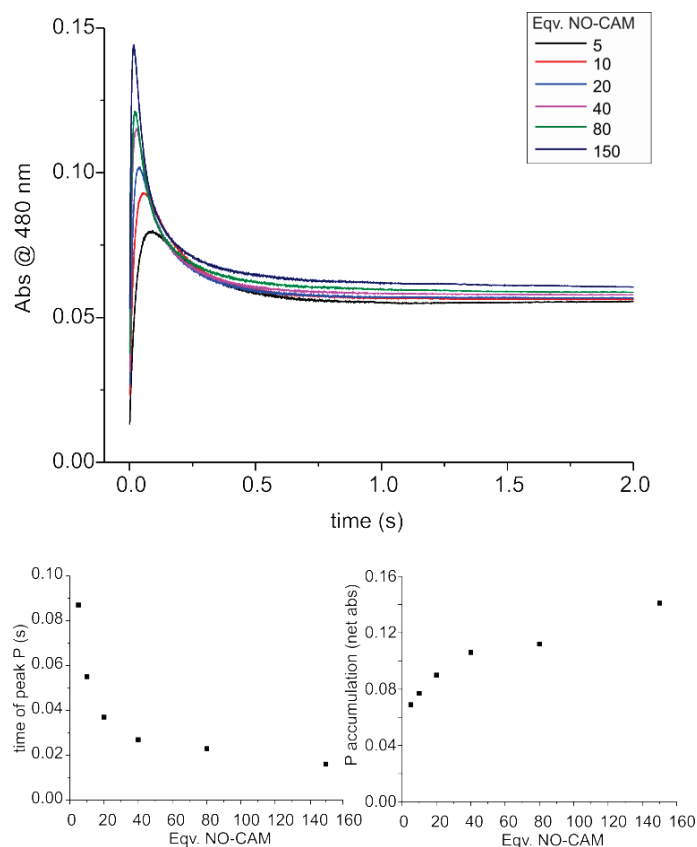 0.15
0.10
0.05
0.00
Abs @ 480 nm
0.0
0.5
1.0
1.5
2.0
time (s)
Eqv. NO-CAM
5
10
20
40
80
150
0.10
0.08
0.06
0.04
0.02
0.00
time of peak P (s)
0 20 40 60 80 100 120 140 160
Eqv. NO-CAM
0.16
0.12
0.08
0.04
0.00
P accumulation (net abs)
0 20 40 60 80 100 120 140 160
Eqv. NO-CAM